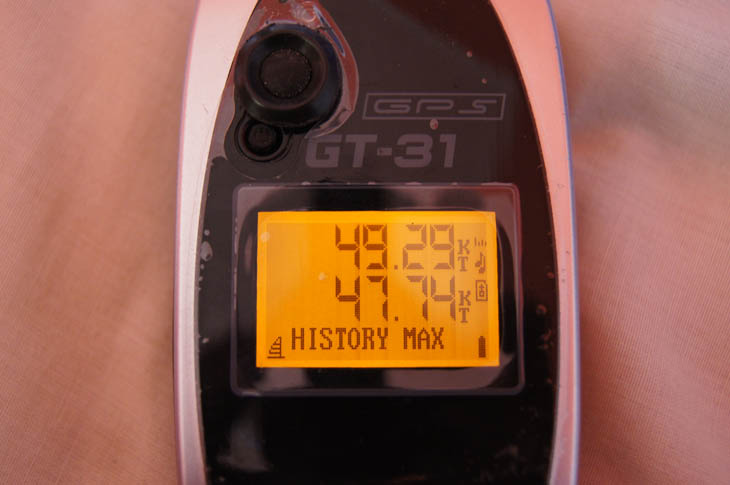 GPS
GT-31
49.29 KT
47.74 KT
HISTORY MAX